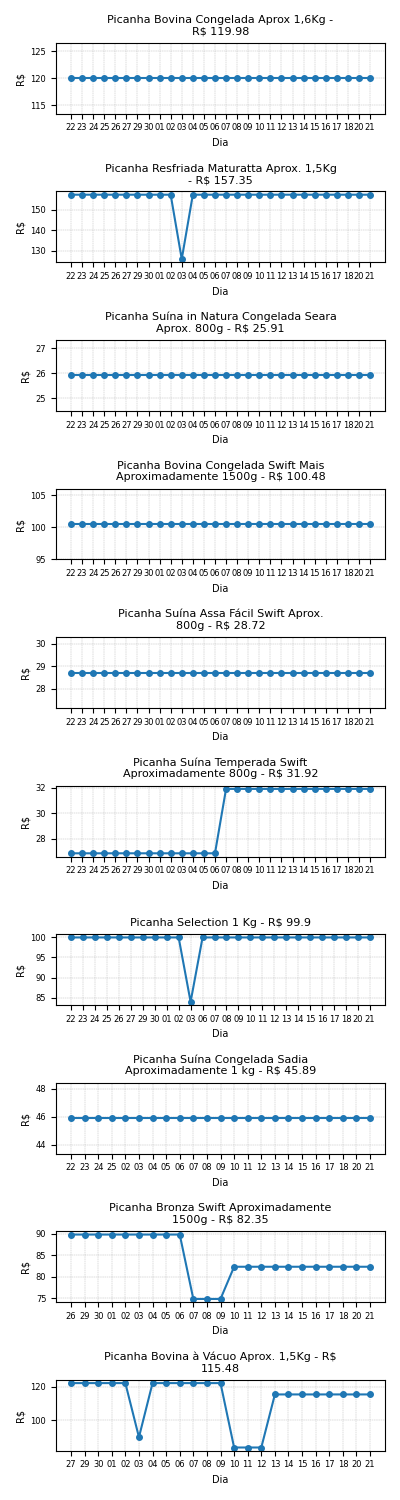 Picanha Bovina Congelada Aprox 1,6Kg -
R$ 119.98
125
120
115
R$
22 23 24 25 26 27 29 30 01 02 03 04 05 06 07 08 09 10 11 12 13 14 15 16 17 18 20 21
Dia
Picanha Resfriada Maturatta Aprox. 1,5Kg
- R$ 157.35
150
140
130
R$
22 23 24 25 26 27 29 30 01 02 03 04 05 06 07 08 09 10 11 12 13 14 15 16 17 18 20 21
Dia
Picanha Suína in Natura Congelada Seara
Aprox. 800g - R$ 25.91
27
26
25
R$
22 23 24 25 26 27 29 30 01 02 03 04 05 06 07 08 09 10 11 12 13 14 15 16 17 18 20 21
Dia
Picanha Bovina Congelada Swift Mais
Aproximadamente 1500g - R$ 100.48
105
100
95
R$
22 23 24 25 26 27 29 30 01 02 03 04 05 06 07 08 09 10 11 12 13 14 15 16 17 18 20 21
Dia
Picanha Suína Assa Fácil Swift Aprox.
800g - R$ 28.72
30
29
28
R$
22 23 24 25 26 27 29 30 01 02 03 04 05 06 07 08 09 10 11 12 13 14 15 16 17 18 20 21
Dia
Picanha Suína Temperada Swift
Aproximadamente 800g - R$ 31.92
32
30
28
R$
22 23 24 25 26 27 29 30 01 02 03 04 05 06 07 08 09 10 11 12 13 14 15 16 17 18 20 21
Dia
Picanha Selection 1 Kg - R$ 99.9
100
95
90
85
R$
22 23 24 25 26 27 29 30 01 02 03 06 07 08 09 10 11 12 13 14 15 16 17 18 20 21
Dia
Picanha Suína Congelada Sadia
Aproximadamente 1 kg - R$ 45.89
48
46
44
R$
22 23 24 25 02 03 04 05 06 07 08 09 10 11 12 13 14 15 16 17 18 20 21
Dia
Picanha Bronza Swift Aproximadamente
1500g - R$ 82.35
90
85
80
75
R$
26 29 30 01 02 03 04 05 06 07 08 09 10 11 12 13 14 15 16 17 18 20 21
Dia
Picanha Bovina à Vácuo Aprox. 1,5Kg - R$
115.48
120
100
R$
27 29 30 01 02 03 04 05 06 07 08 09 10 11 12 13 14 15 16 17 18 20 21
Dia